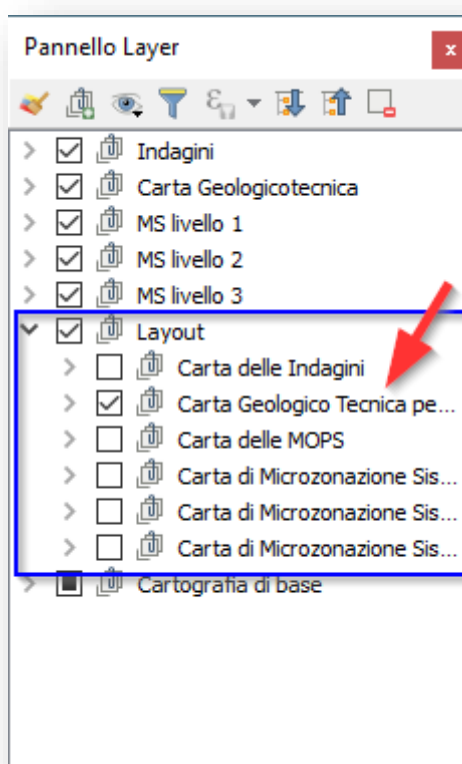 Pannello Layer
x
Indagini
Carta Geologicotecnica
MS livello 1
MS livello 2
MS livello 3
Layout
Carta delle Indagini
Carta Geologico Tecnica pe...
Carta delle MOPS
Carta di Microzonazione Sis...
Carta di Microzonazione Sis...
Carta di Microzonazione Sis...
Cartografia di base